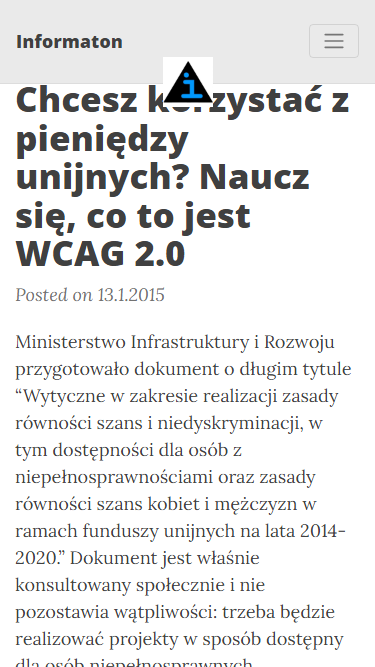 Informaton
Chcesz korzystać z
pieniędzy
unijnych? Naucz
się, co to jest
WCAG 2.0
Posted on 13.1.2015
Ministerstwo Infrastruktury i Rozwoju
przygotowało dokument o długim tytule
“Wytyczne w zakresie realizacji zasady
równości szans i niedyskryminacji, w
tym dostępności dla osób z
niepełnosprawnościami oraz zasady
równości szans kobiet i mężczyzn w
ramach funduszy unijnych na lata 2014-
2020.” Dokument jest właśnie
konsultowany społecznie i nie
pozostawia wątpliwości: trzeba będzie
realizować projekty w sposób dostępny
dla osób niepełnosprawnych